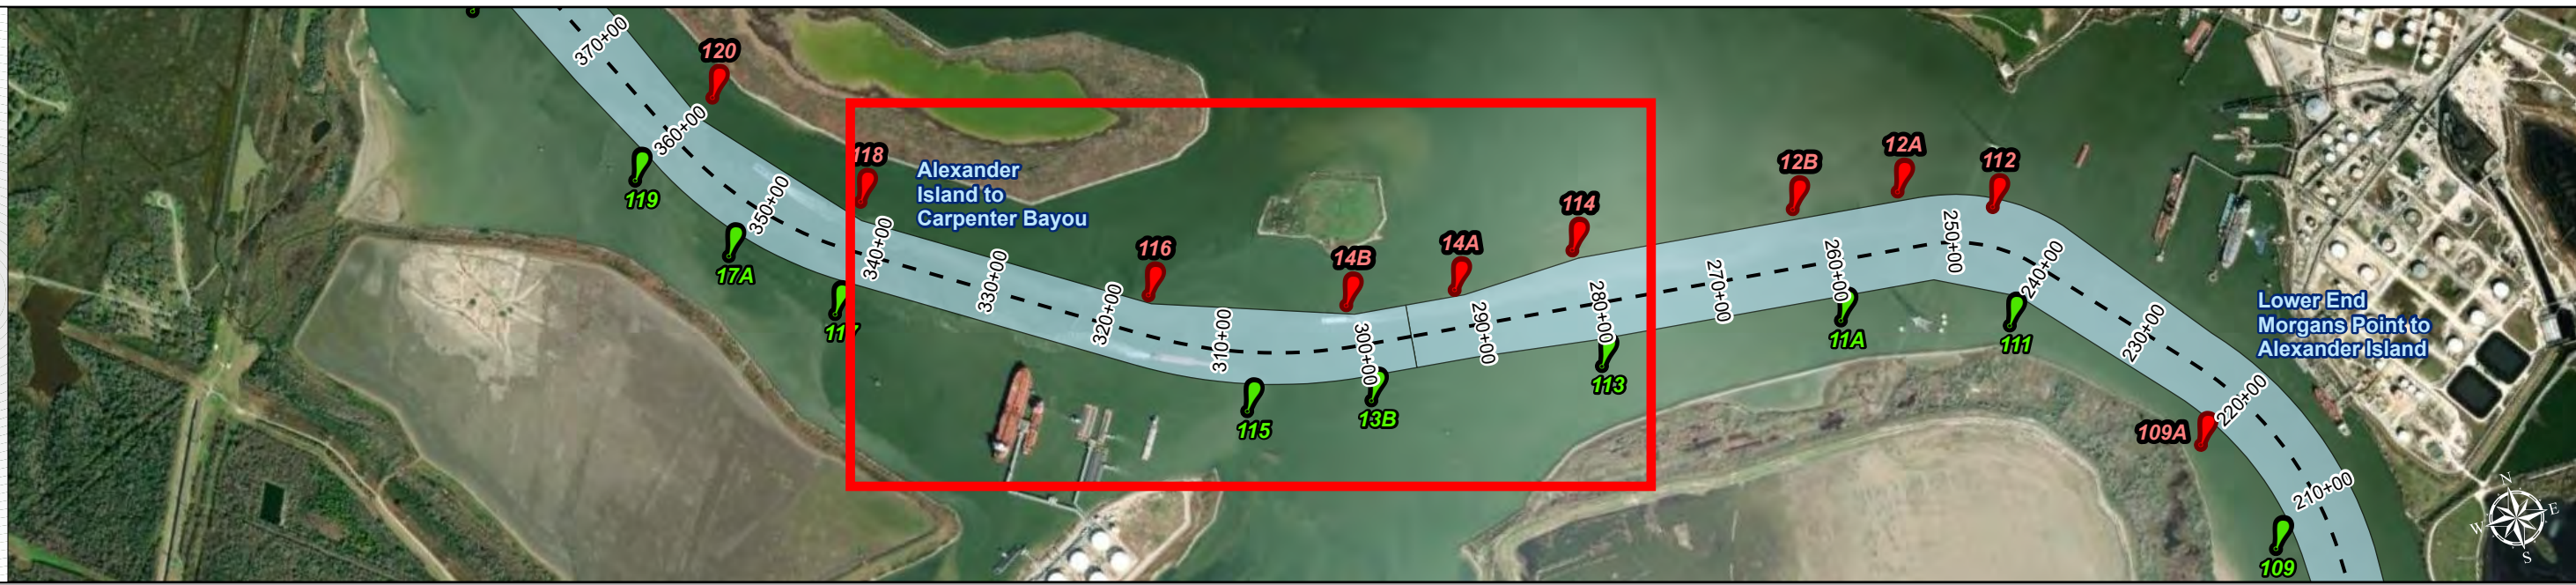 370+00
120
360+00
119
350+00
17A
118
117
340+00
Alexander
Island to
Carpenter Bayou
330+00
320+00
116
310+00
115
14B
300+00
13B
14A
290+00
114
280+00
113
270+00
12B
260+00
11A
12A
250+00
112
240+00
111
230+00
Lower End
Morgans Point to
Alexander Island
220+00
109A
210+00
109
N
W E
S